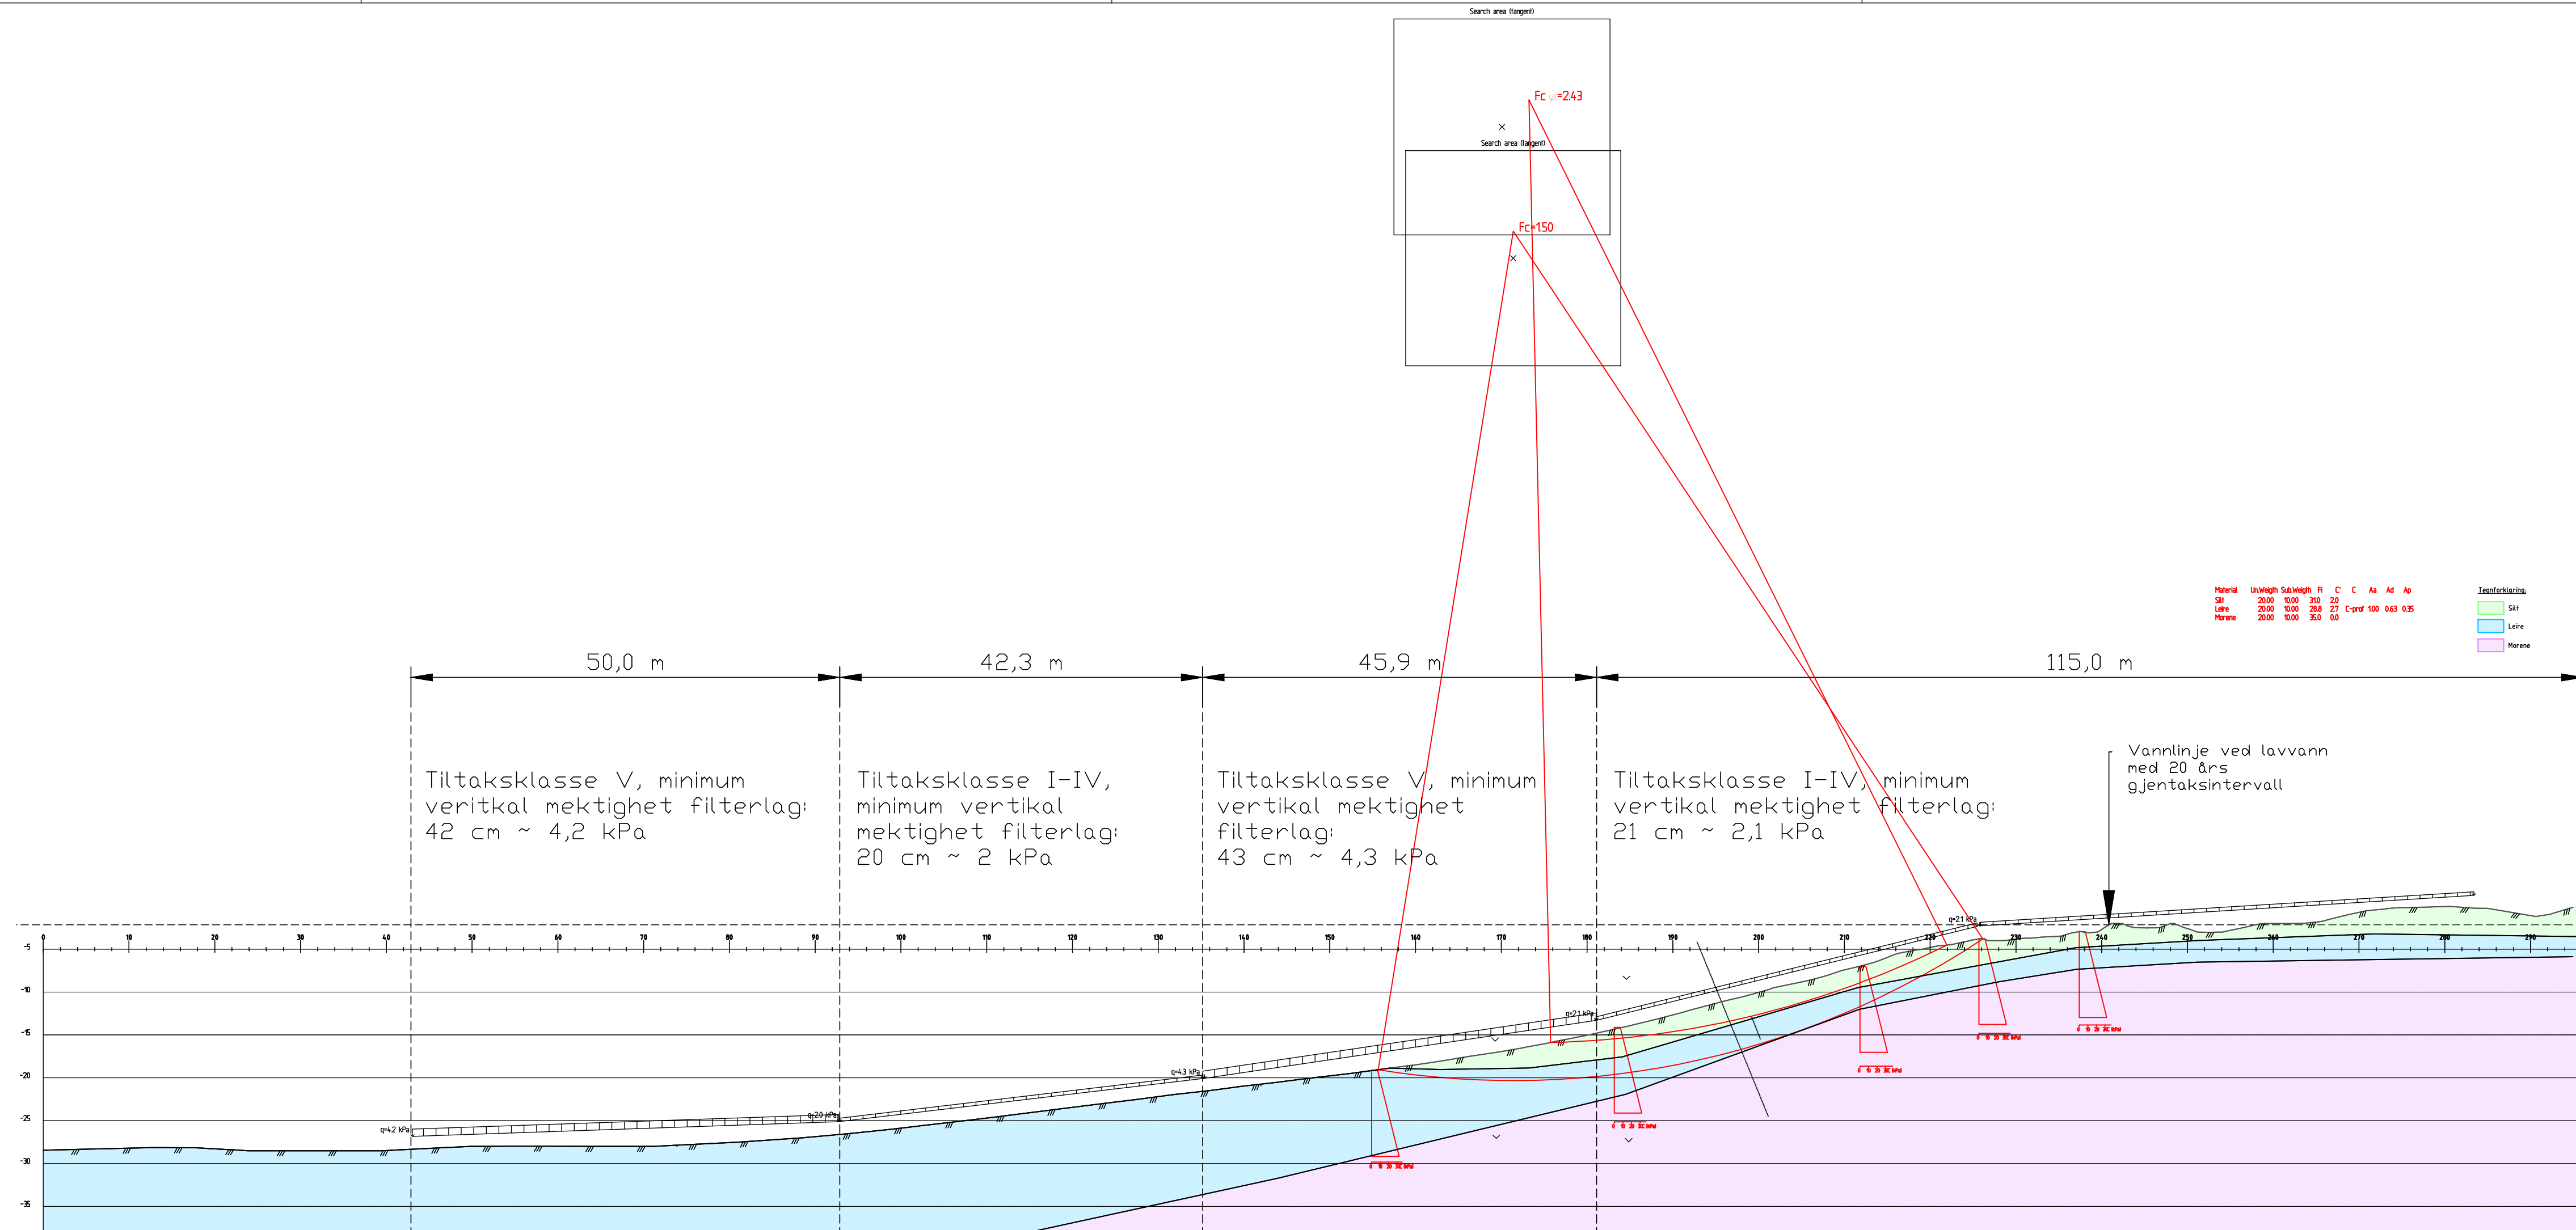 Search area (tangent)
Fc φ=2.43
Search area (tangent)
Fc=1.50
Material Un.Weigth Sub.Weigth Fi C' C Aa Ad Ap
Silt 20.00 10.00 31.0 2.0
Leire 20.00 10.00 28.8 2.7 C-prof 1.00 0.63 0.35
Morene 20.00 10.00 35.0 0.0
Tegnforklaring:
Silt
Leire
Morene
50,0 m
42,3 m
45,9 m
115,0 m
Tiltaksklasse V, minimum
veritkal mektighet filterlag:
42 cm ~ 4,2 kPa
Tiltaksklasse I-IV,
minimum vertikal
mektighet filterlag:
20 cm ~ 2 kPa
Tiltaksklasse V, minimum
vertikal mektighet
filterlag:
43 cm ~ 4,3 kPa
Tiltaksklasse I-IV, minimum
vertikal mektighet filterlag:
21 cm ~ 2,1 kPa
Vannlinje ved lavvann
med 20 års
gjentaksintervall
q=2.1 kPa
0 10 20 30 40 50 60 70 80 90 100 110 120 130 140 150 160 170 180 190 200 210 220 230 240 250 260 270 280 290
-5
-10
-15
q=2.1 kPa
-20
q=4.3 kPa
-25
q=2.0 kPa
q=4.2 kPa
-30
-35